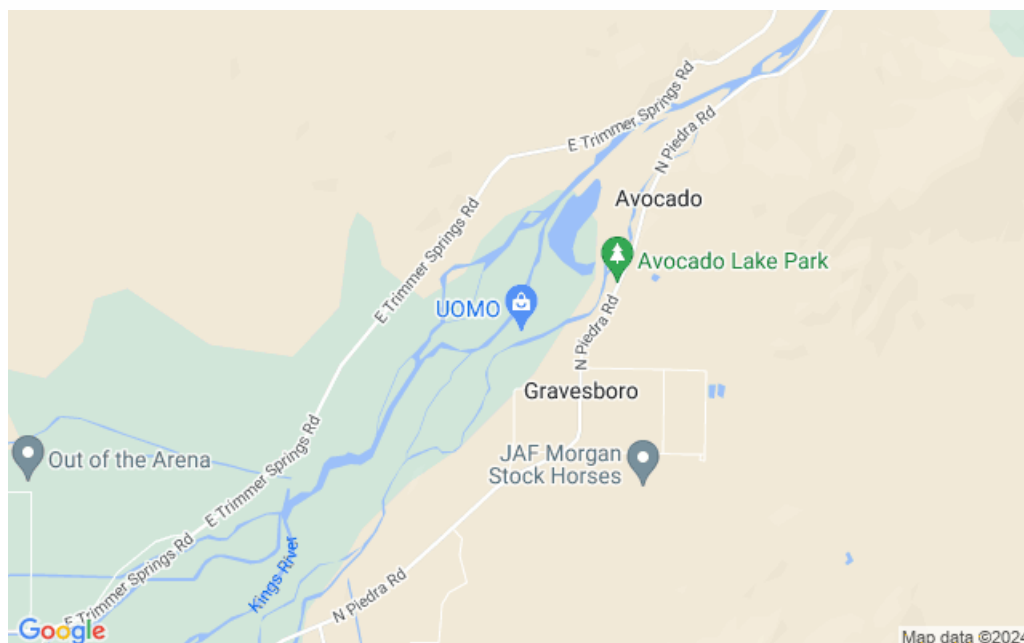 E Trimmer Springs Rd
N Piedra Rd
Avocado
E Trimmer Springs Rd
Avocado Lake Park
UOMO
N Piedra Rd
Gravesboro
JAF Morgan
Stock Horses
Out of the Arena
E Trimmer Springs Rd
E Trimmer Springs Rd
Kings River
N Piedra Rd
Google
Map data ©2024